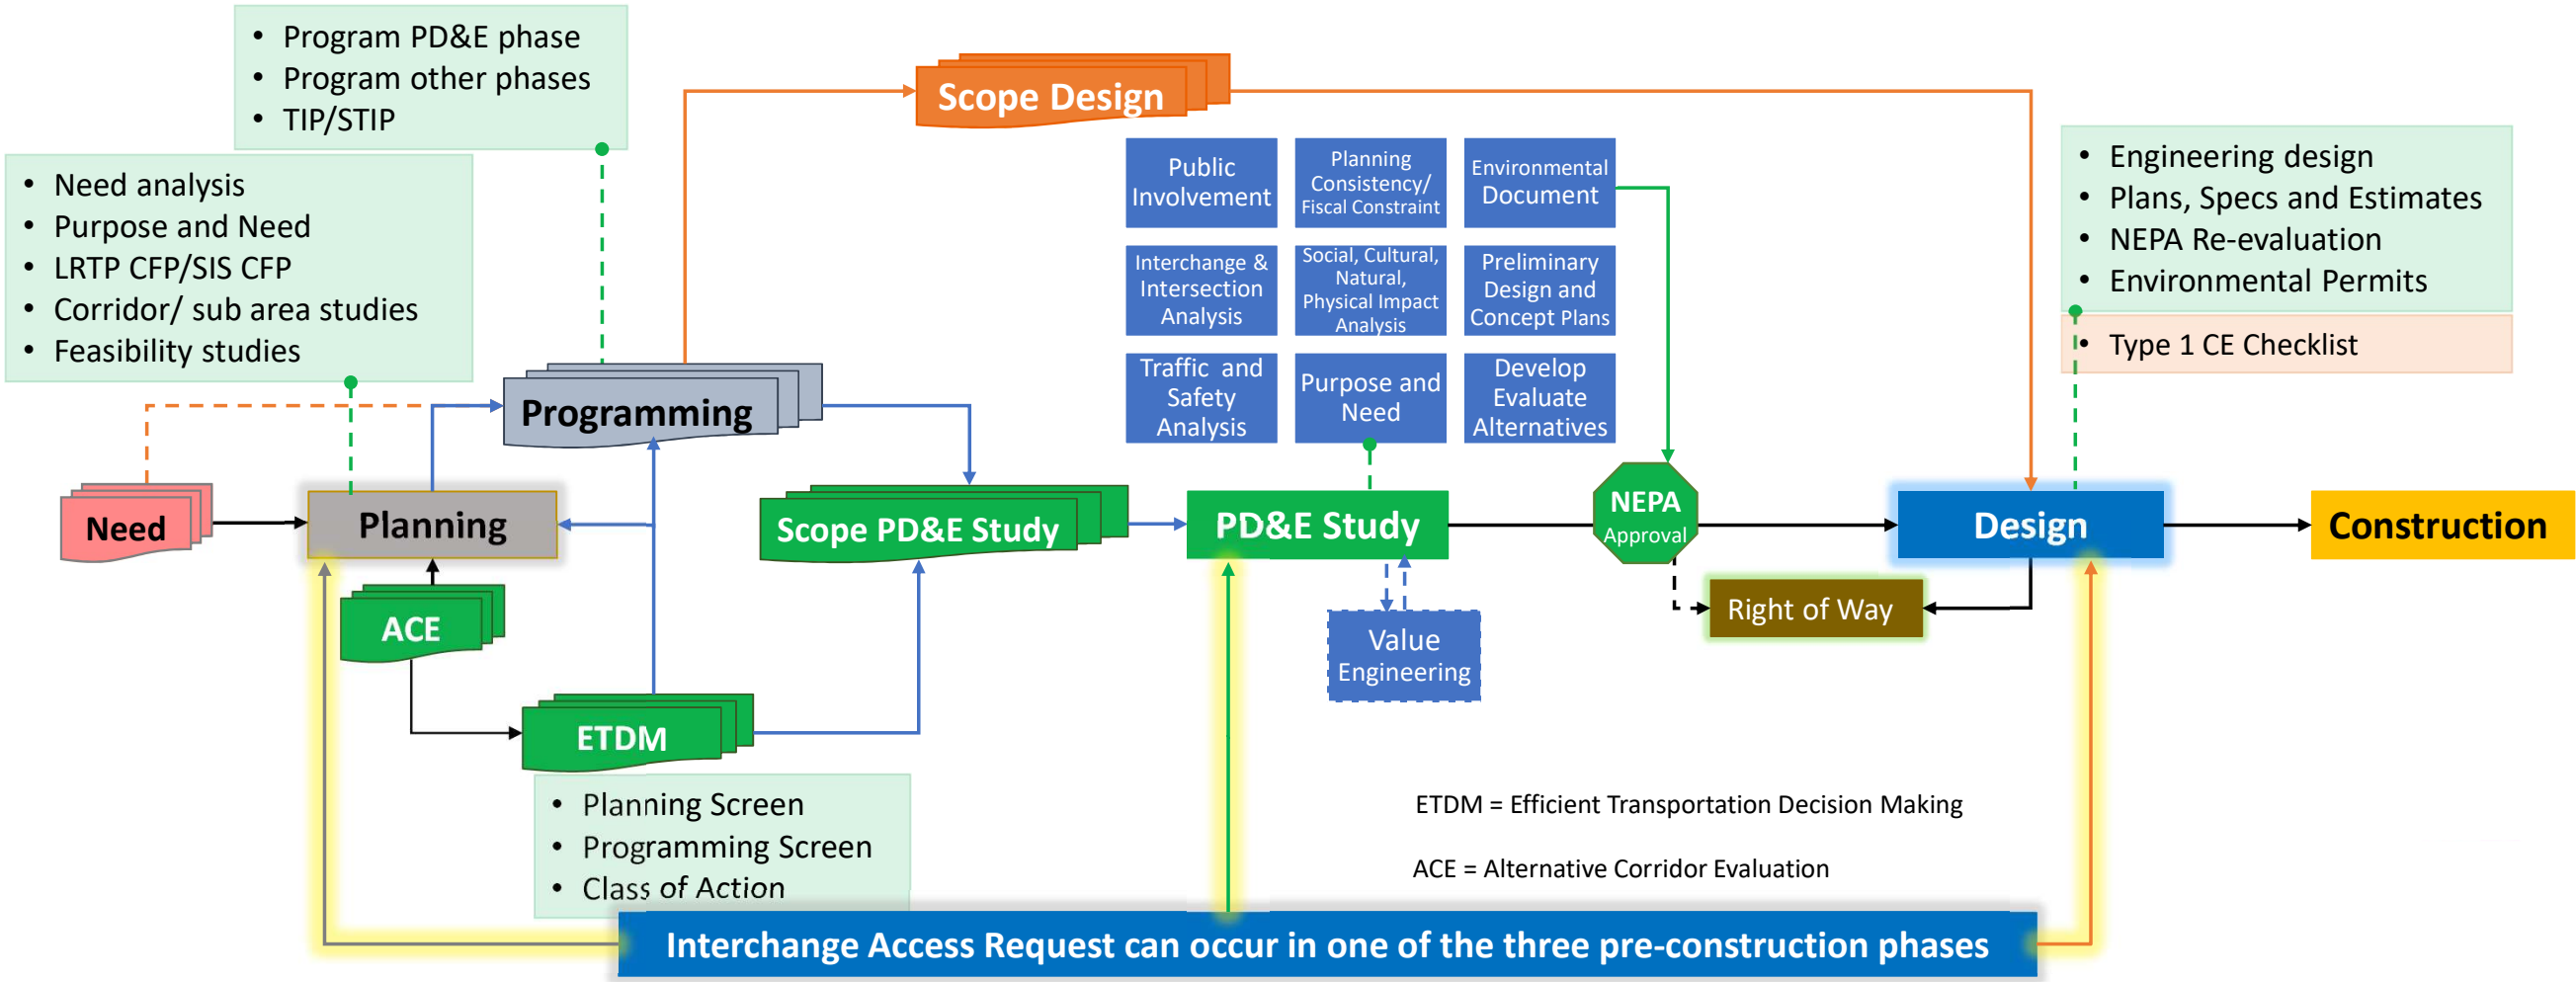 • Program PD&E phase
• Program other phases
• TIP/STIP
Scope Design
• Need analysis
• Purpose and Need
• LRTP CFP/SIS CFP
• Corridor/ sub area studies
• Feasibility studies
Public
Involvement
Planning
Consistency/
Fiscal Constraint
Environmental
Document
Interchange &
Intersection
Analysis
Social, Cultural,
Natural,
Physical Impact
Analysis
Preliminary
Design and
Concept Plans
Traffic and
Safety
Analysis
Purpose and
Need
Develop
Evaluate
Alternatives
• Engineering design
• Plans, Specs and Estimates
• NEPA Re-evaluation
• Environmental Permits
• Type 1 CE Checklist
Programming
Need
Planning
Scope PD&E Study
PD&E Study
NEPA
Approval
Design
Construction
ACE
Right of Way
Value
Engineering
ETDM
• Planning Screen
• Programming Screen
• Class of Action
ETDM = Efficient Transportation Decision Making
ACE = Alternative Corridor Evaluation
Interchange Access Request can occur in one of the three pre-construction phases